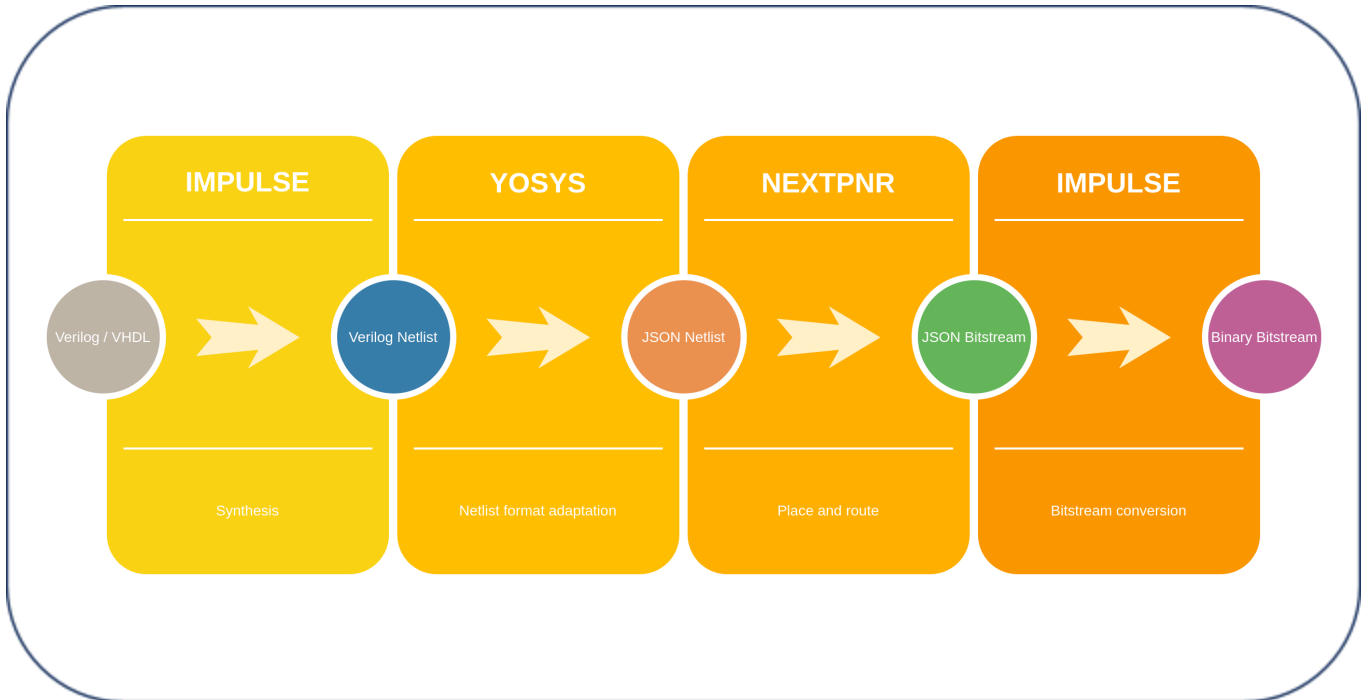 IMPULSE
YOSYS
NEXTPNR
IMPULSE
Verilog / VHDL
Verilog Netlist
JSON Netlist
JSON Bitstream
Binary Bitstream
Synthesis
Netlist format adaptation
Place and route
Bitstream conversion